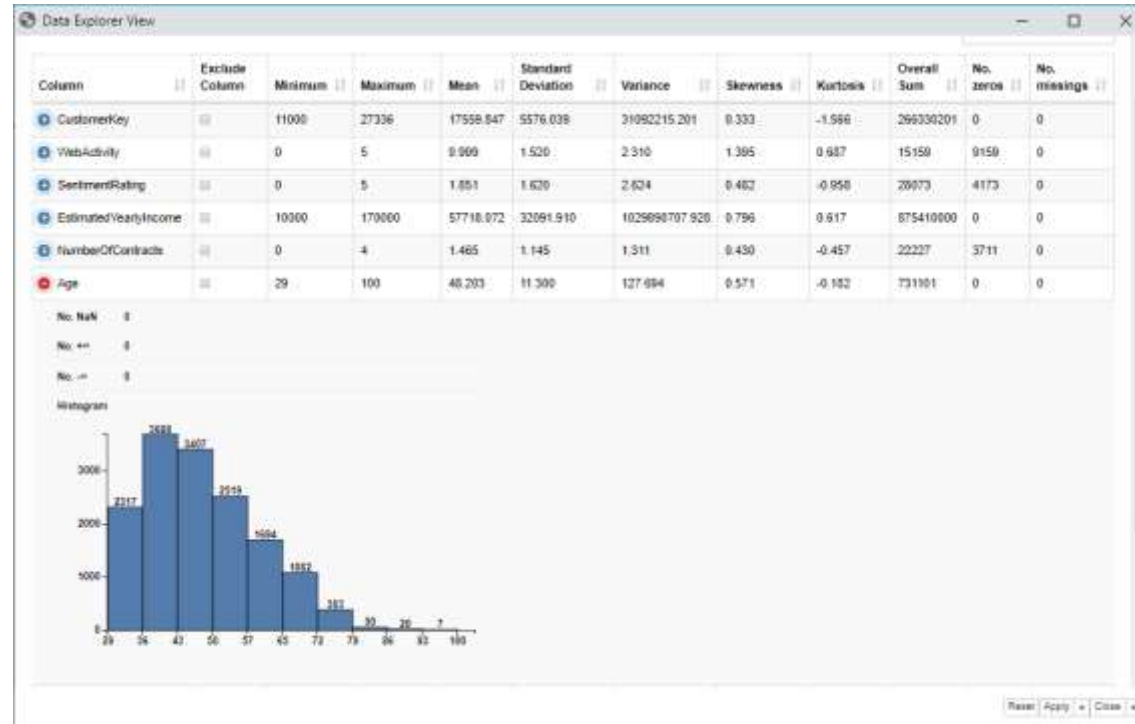 Data Explorer View
Column Exclude Column Minimum Maximum Mean Standard Deviation Variance Skewness Kurtosis Overall Sum No. zeros No. missings
CustomerKey 11000 27336 17559.847 5576.039 31092215.201 0.333 -1.566 266330201 0 0
WebActivity 0 5 1.520 2.310 1.395 0.687 15159 9159 0
SentimentRating 0 5 1.851 1.620 2.624 0.482 -0.958 28073 4173 0
EstimatedYearlyIncome 10000 170000 57718.072 32091.910 0.796 0.617 875410000 0 0
NumberOfContracts 0 4 1.465 1.145 1.311 0.430 -0.457 22227 3711 0
Age 29 100 48.203 11.300 127.694 0.571 -0.182 731101 0 0
No. NaN 0
No. +∞ 0
No. -∞ 0
Histogram
3407
3000
2317 2519
2000
1694
1000
30 20 7
0
29 36 43 50 57 65 72 79 86 93 100
Reset Apply Close